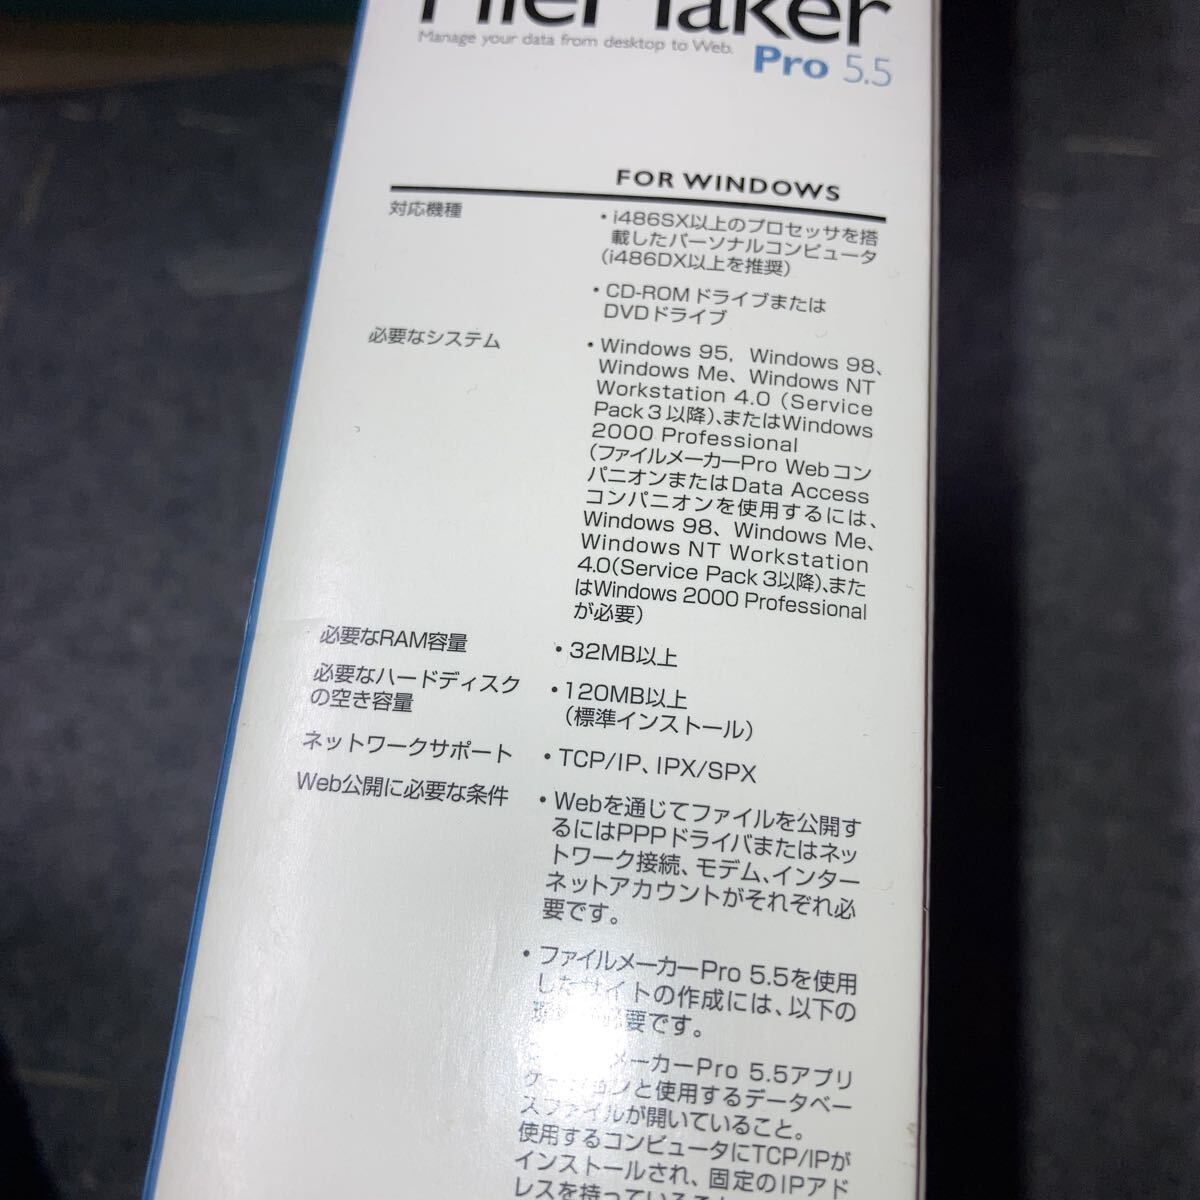 FileMaker
Manage your data from desktop to Web.
Pro 5.5
FOR WINDOWS
対応機種
・i486SX以上のプロセッサを搭
載したパーソナルコンピュータ
(i486DX以上を推奨)
・CD-ROMドライブまたは
DVDドライブ
必要なシステム
・Windows 95, Windows 98、
Windows Me、Windows NT
Workstation 4.0 (Service
Pack 3 以降)、またはWindows
2000 Professional
(ファイルメーカーPro Webコン
パニオンまたはData Access
コンパニオンを使用するには、
Windows 98、Windows Me、
Windows NT Workstation
4.0(Service Pack 3以降)、また
はWindows 2000 Professional
が必要)
必要なRAM容量
・32MB以上
必要なハードディスク
の空き容量
・120MB以上
(標準インストール)
ネットワークサポート
・TCP/IP、IPX/SPX
Web公開に必要な条件
・Webを通じてファイルを公開す
るにはPPPドライバまたはネッ
トワーク接続、モデム、インター
ネットアカウントがそれぞれ必
要です。
・ファイルメーカーPro 5.5を使用
したサイトの作成には、以下の
必要です。
メーカーPro 5.5アプリ
ケーションと使用するデータベー
スファイルが開いていること。
使用するコンピュータにTCP/IPが
インストールされ、固定のIPアド
レスを持っていること